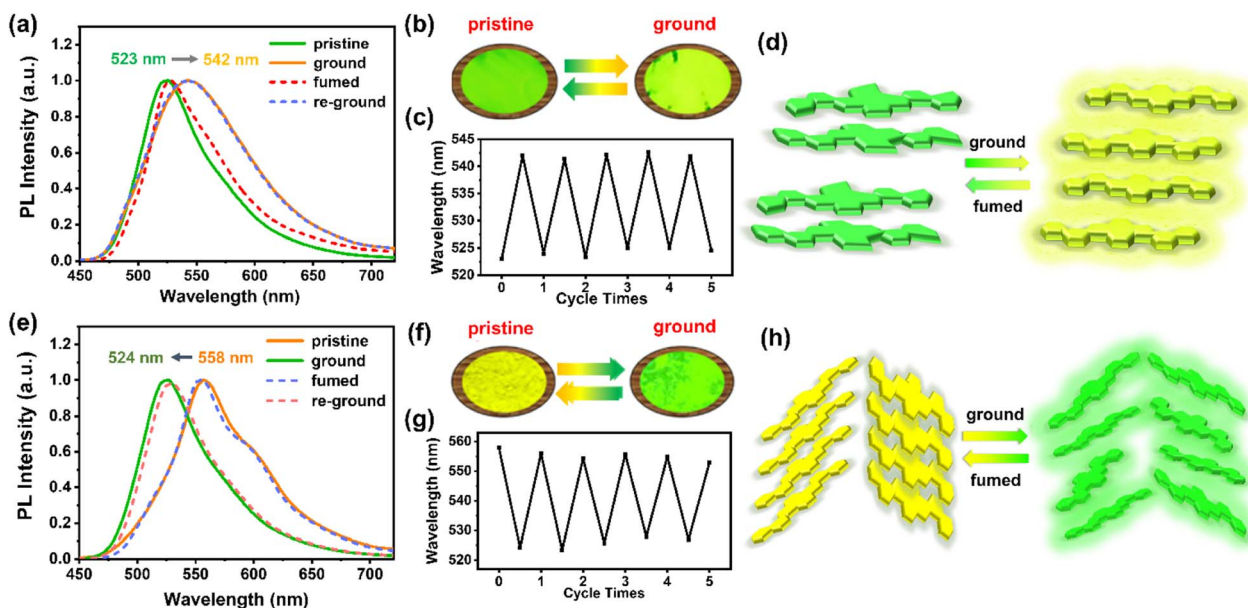 (a)
PL Intensity (a.u.)
1.2
1.0
0.8
0.6
0.4
0.2
0.0
523 nm
542 nm
pristine
ground
fumed
re-ground
450 500 550 600 650 700
Wavelength (nm)
(b)
pristine
ground
(c)
Wavelength (nm)
545
540
535
530
525
520
0 1 2 3 4 5
Cycle Times
(d)
ground
fumed
(e)
PL Intensity (a.u.)
1.2
1.0
0.8
0.6
0.4
0.2
0.0
524 nm
558 nm
pristine
ground
fumed
re-ground
450 500 550 600 650 700
Wavelength (nm)
(f)
pristine
ground
(g)
Wavelength (nm)
560
550
540
530
520
0 1 2 3 4 5
Cycle Times
(h)
ground
fumed